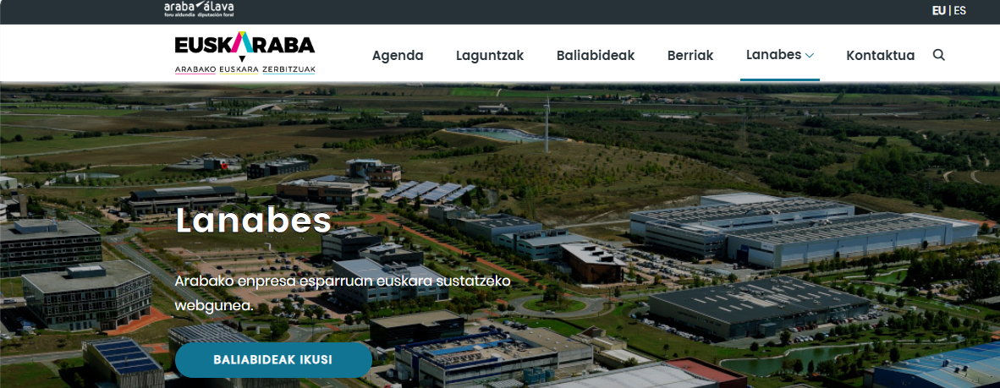 araba álava
foru aldundia diputación foral
EU | ES
EUSKARABA
ARABAKO EUSKARA ZERBITZUAK
Agenda
Laguntzak
Baliabideak
Berriak
Lanabes
Kontaktua
Lanabes
Arabako enpresa esparruan euskara sustatzeko
webgunea.
BALIABIDEAK IKUSI